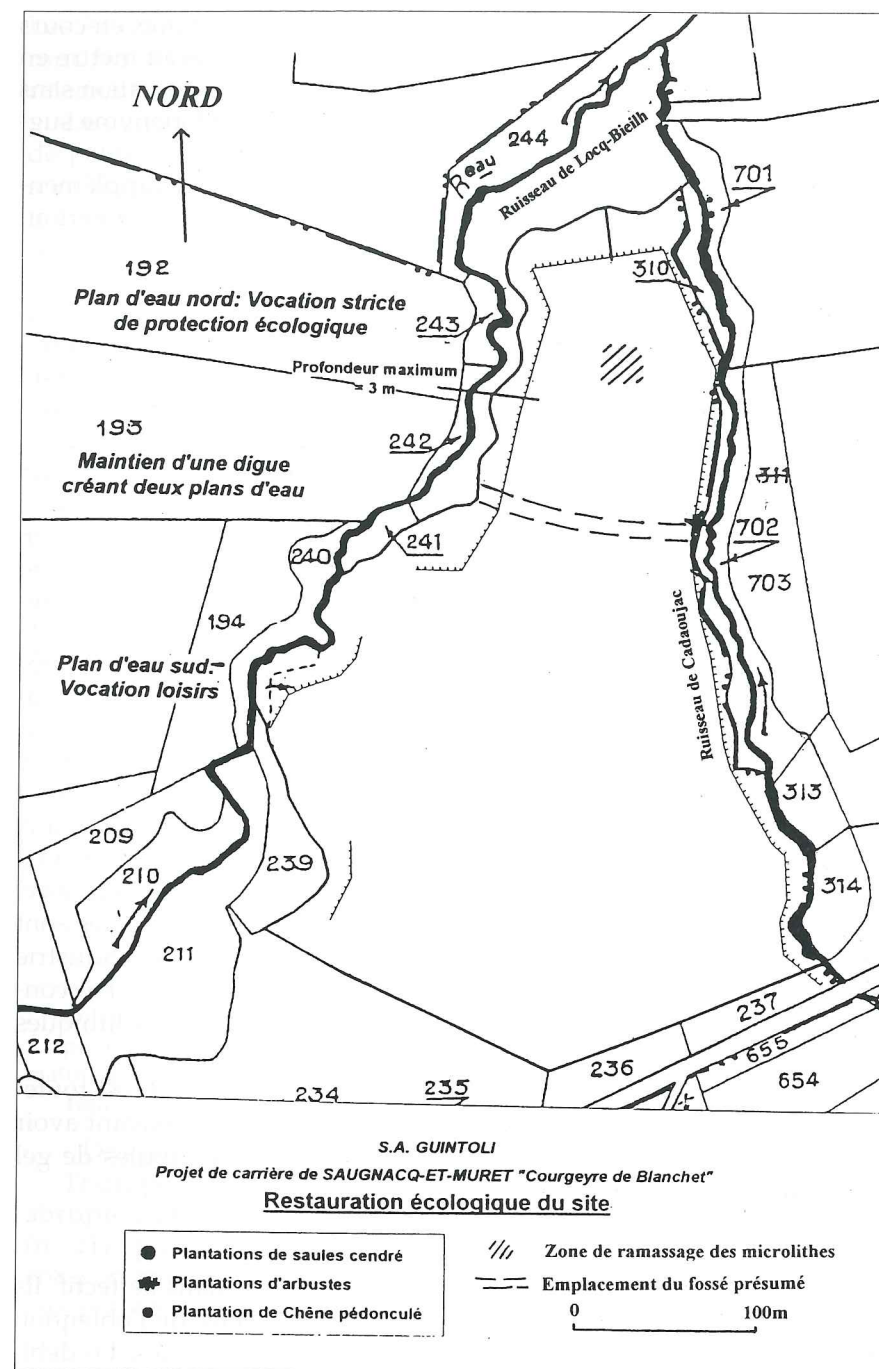 NORD
244
Reau
Ruisseau de Locq-Bieilh
701
310
192
Plan d'eau nord: Vocation stricte
de protection écologique
243
Profondeur maximum
= 3 m
193
242
Maintien d'une digue
créant deux plans d'eau
311
240
241
702
703
194
Plan d'eau sud:
Vocation loisirs
Ruisseau de Cadaoujac
313
209
210
239
314
211
212
237
236
655
654
234
235
S.A. GUINTOLI
Projet de carrière de SAUGNACQ-ET-MURET "Courgeyre de Blanchet"
Restauration écologique du site
Plantations de saules cendré
Plantations d'arbustes
Plantation de Chêne pédonculé
Zone de ramassage des microlithes
Emplacement du fossé présumé
0 100m